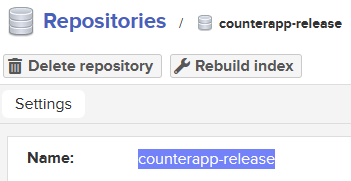 Repositories / counterapp-release
Delete repository Rebuild index
Settings
Name: counterapp-release